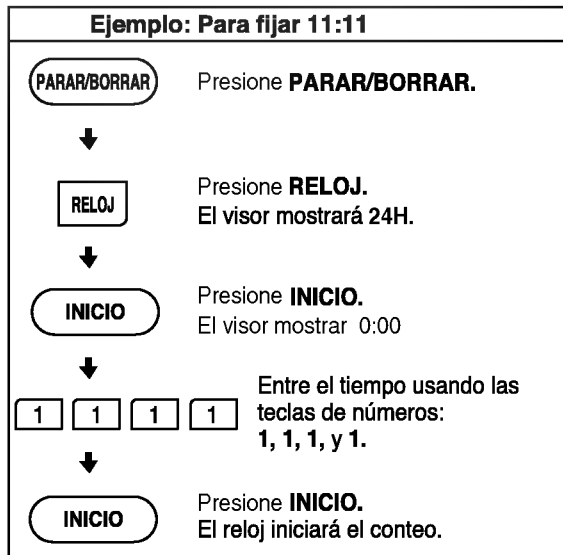 Ejemplo: Para fijar 11:11
PARAR/BORRAR
Presione PARAR/BORRAR.
RELOJ
Presione RELOJ.
El visor mostrará 24H.
INICIO
Presione INICIO.
El visor mostrar 0:00
1 1 1 1
Entre el tiempo usando las
teclas de números:
1, 1, 1, y 1.
INICIO
Presione INICIO.
El reloj iniciará el conteo.